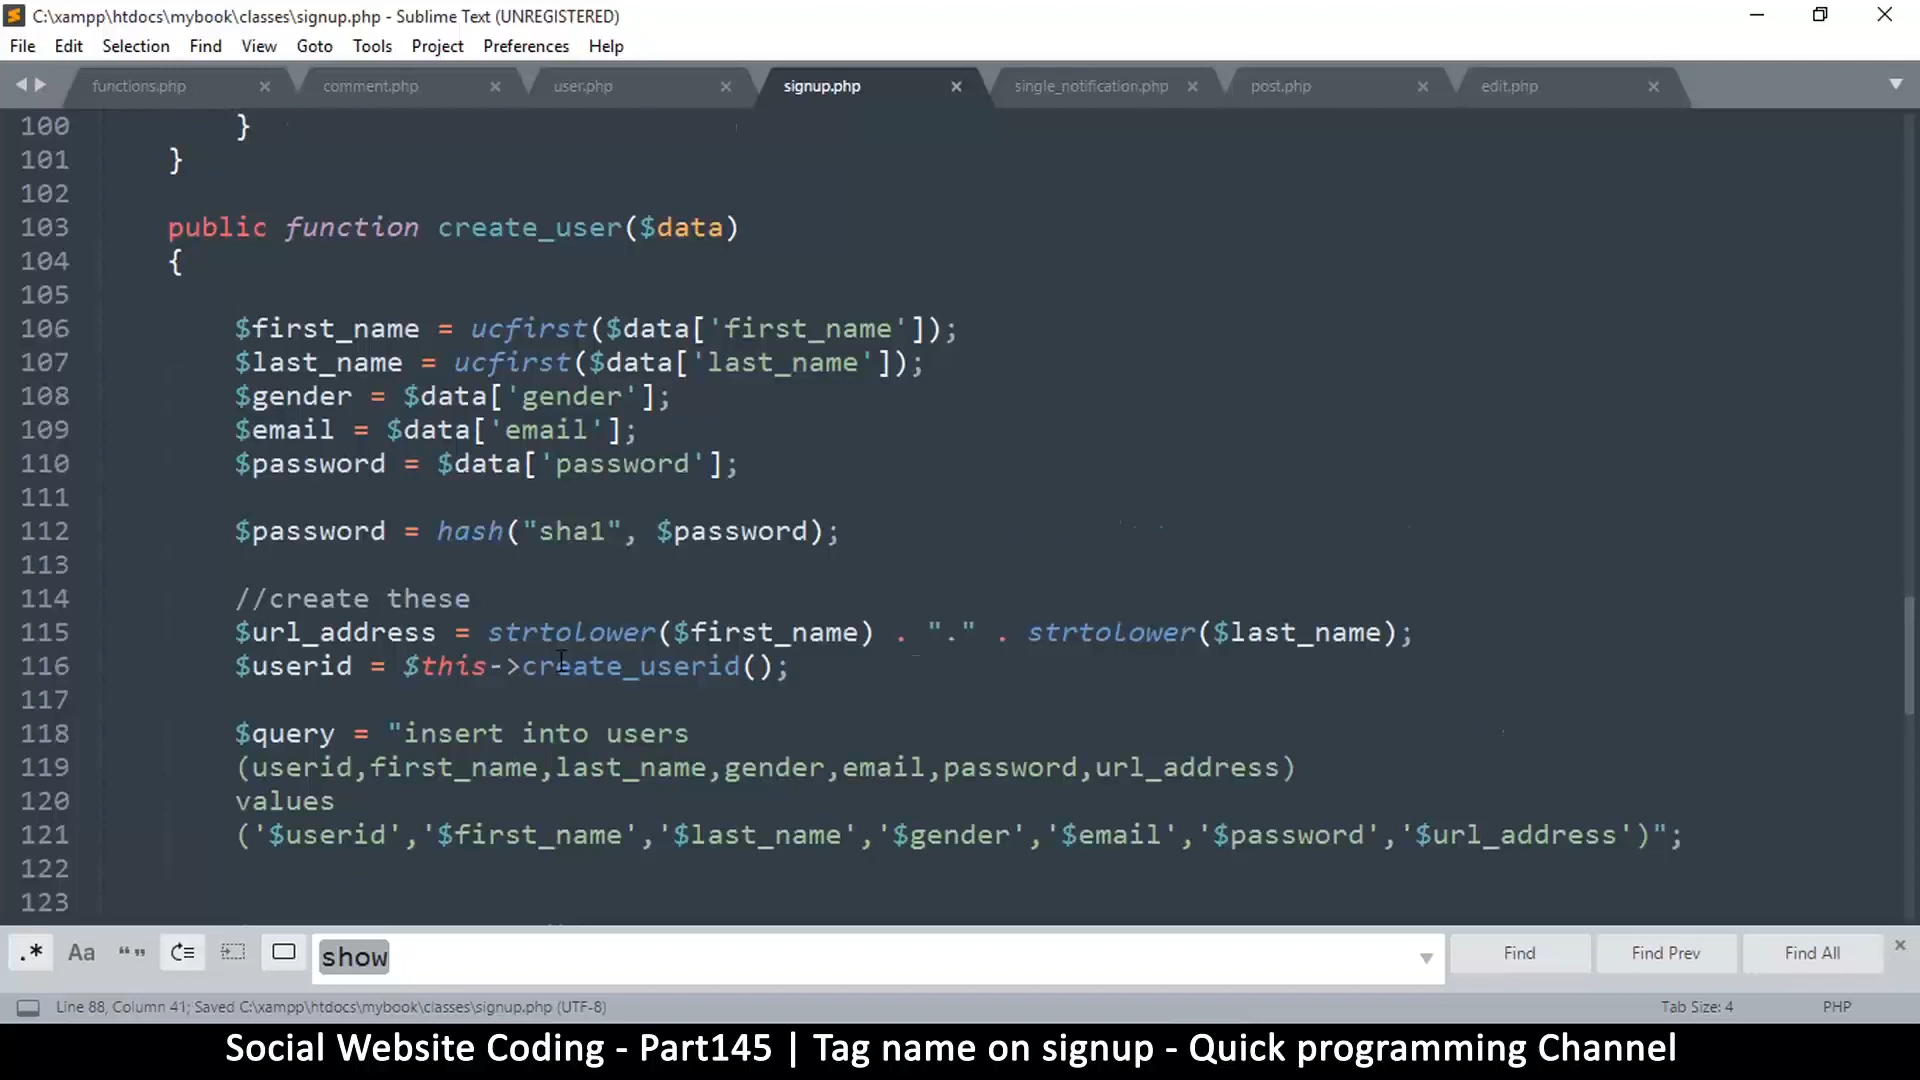 C:\xampp\htdocs\mybook\classes\signup.php - Sublime Text (UNREGISTERED)
File Edit Selection Find View Goto Tools Project Preferences Help
functions.php comment.php user.php signup.php single_notification.php post.php edit.php
100 }
101 }
102
103 public function create_user($data)
104 {
105
106 $first_name = ucfirst($data['first_name']);
107 $last_name = ucfirst($data['last_name']);
108 $gender = $data['gender'];
109 $email = $data['email'];
110 $password = $data['password'];
111
112 $password = hash("sha1", $password);
113
114 //create these
115 $url_address = strtolower($first_name) . "." . strtolower($last_name);
116 $userid = $this->create_userid();
117
118 $query = "insert into users
119 (userid,first_name,last_name,gender,email,password,url_address)
120 values
121 ('$userid','$first_name','$last_name','$gender','$email','$password','$url_address')";
122
123
.* Aa “” show Find Find Prev Find All
Line 88, Column 41; Saved C:\xampp\htdocs\mybook\classes\signup.php (UTF-8) Tab Size: 4 PHP
Social Website Coding - Part145 | Tag name on signup - Quick programming Channel